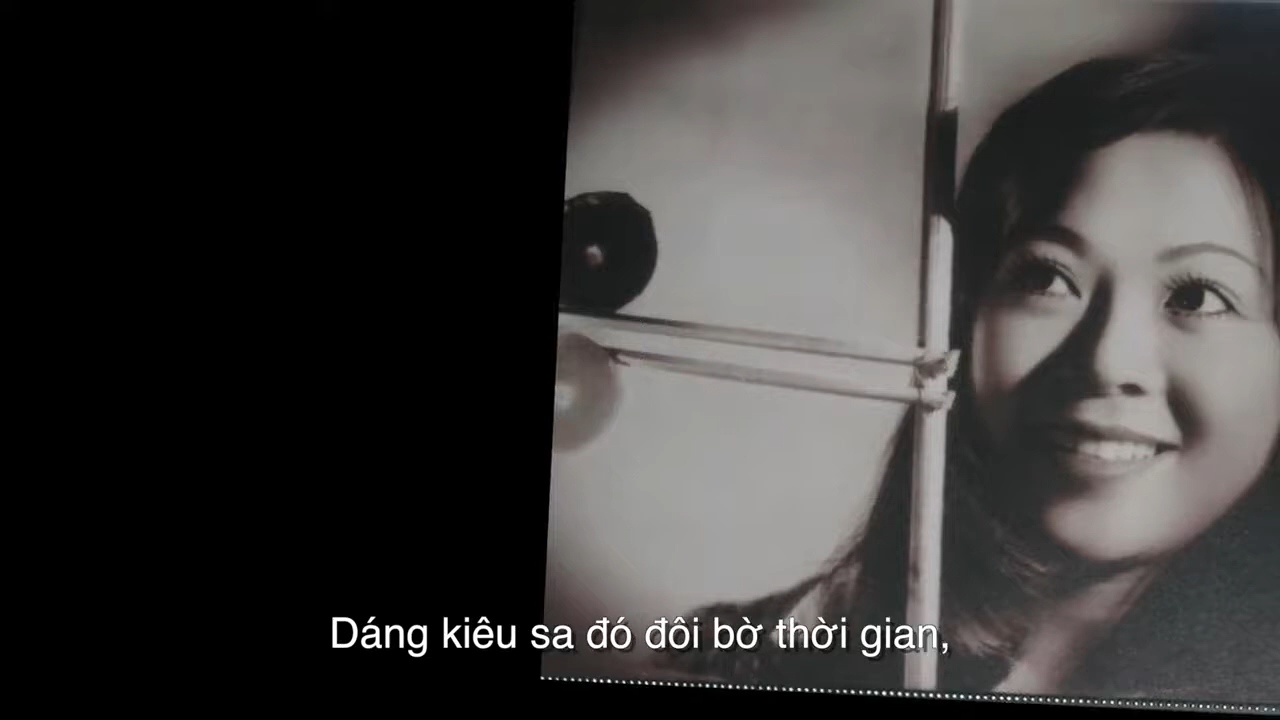 Dáng kiêu sa đó đôi bờ thời gian,